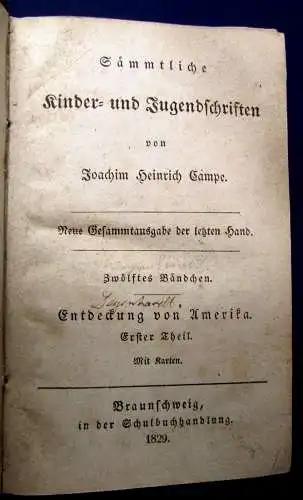 Sämmtliche
Kinder- und Jugendschriften
von
Joachim Heinrich Campe.
Neue Gesammtausgabe der letzten Hand.
Zwölftes Bändchen.
Entdeckung von Amerika.
Erster Theil.
Mit Karten.
Braunschweig,
in der Schulbuchhandlung.
1829.